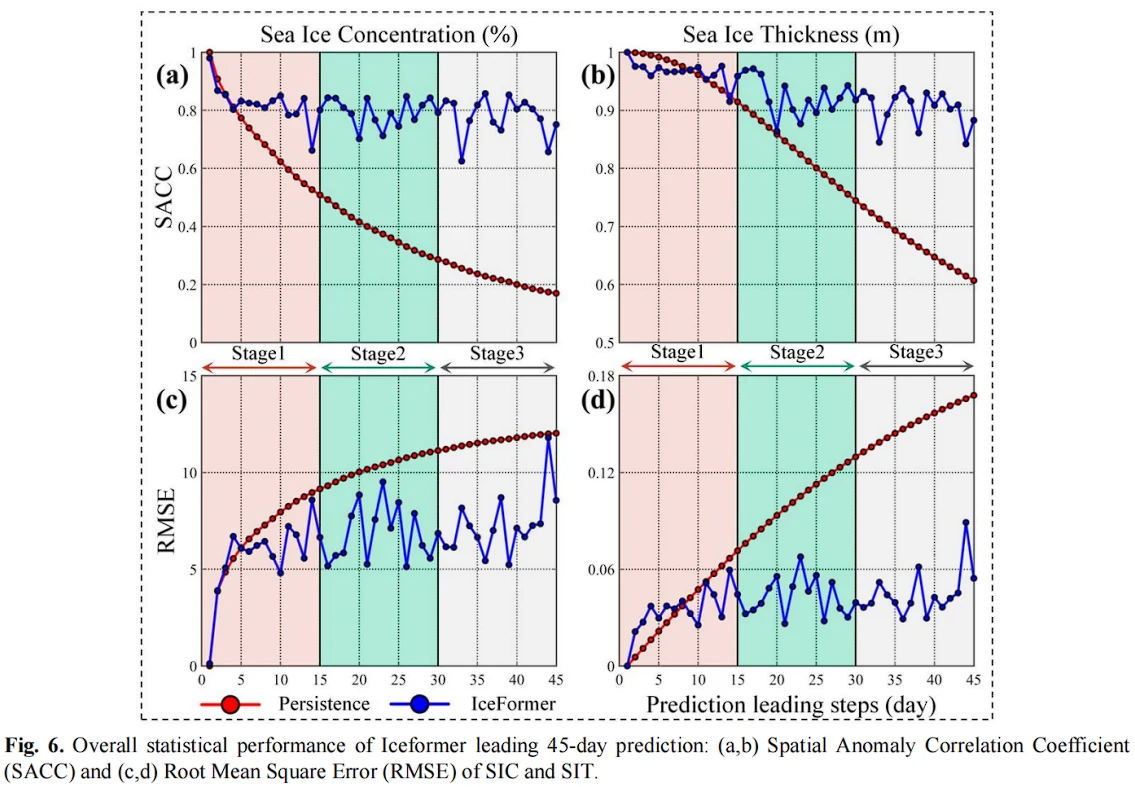 Sea Ice Concentration (%)
Sea Ice Thickness (m)
(a)
SACC
1
0.8
0.6
0.4
0.2
0
(b)
1
0.9
0.8
0.7
0.6
0.5
Stage1
Stage2
Stage3
Stage1
Stage2
Stage3
(c)
RMSE
15
10
5
0
0 5 10 15 20 25 30 35 40 45
(d)
0.18
0.12
0.06
0
0 5 10 15 20 25 30 35 40 45
Persistence
IceFormer
Prediction leading steps (day)
Fig. 6. Overall statistical performance of Iceformer leading 45-day prediction: (a,b) Spatial Anomaly Correlation Coefficient
(SACC) and (c,d) Root Mean Square Error (RMSE) of SIC and SIT.